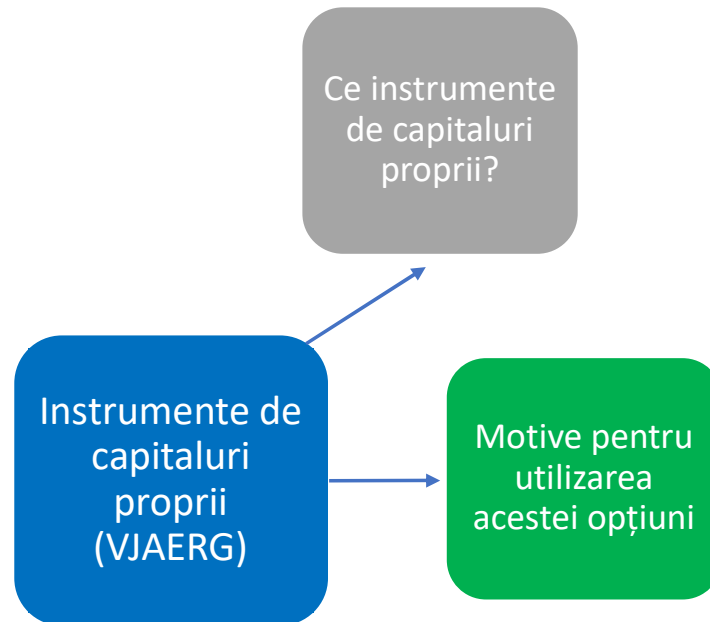 Ce instrumente
de capitaluri
proprii?
Instrumente de
capitaluri
proprii
(VJAERG)
Motive pentru
utilizarea
acestei opțiuni